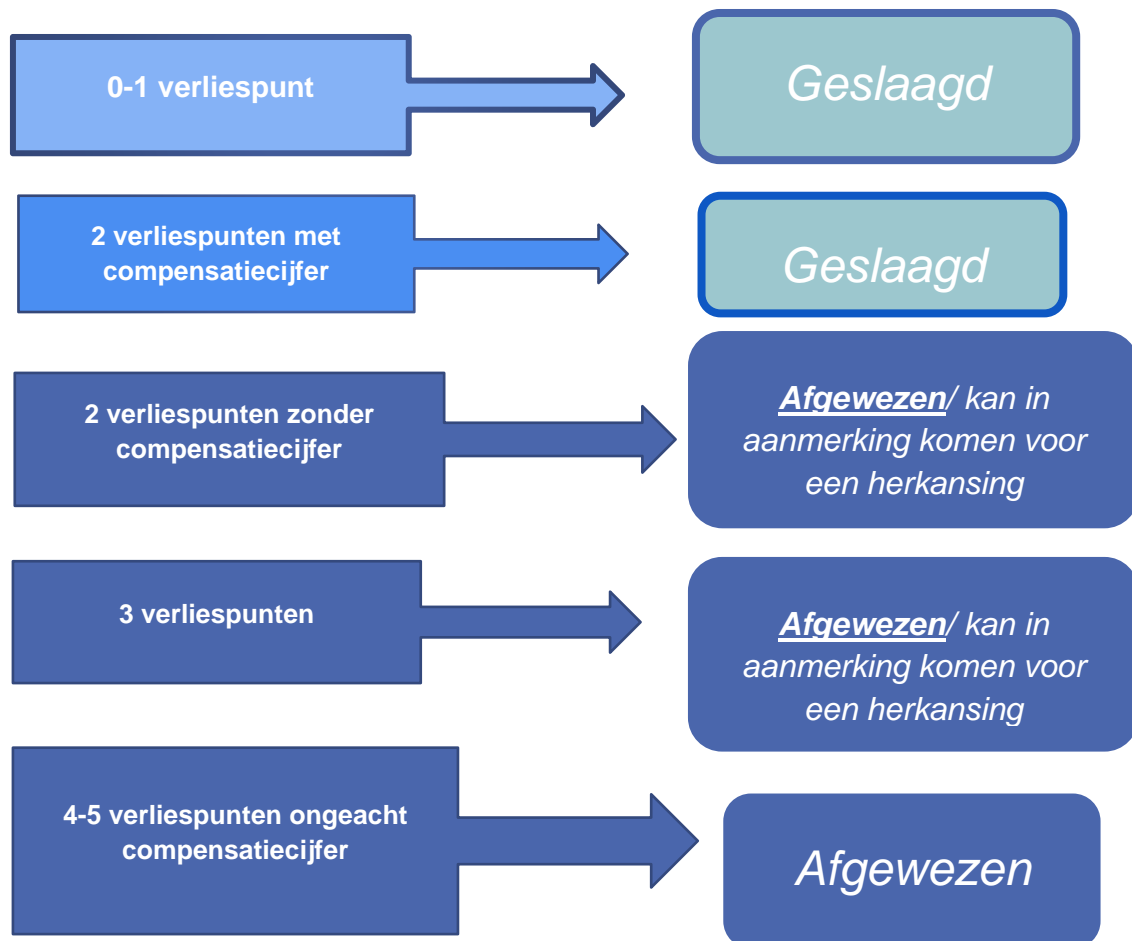 0-1 verliespunt
Geslaagd
2 verliespunten met
compensatiecijfer
Geslaagd
2 verliespunten zonder
compensatiecijfer
Afgewezen/ kan in
aanmerking komen voor
een herkansing
3 verliespunten
Afgewezen/ kan in
aanmerking komen voor
een herkansing
4-5 verliespunten ongeacht
compensatiecijfer
Afgewezen